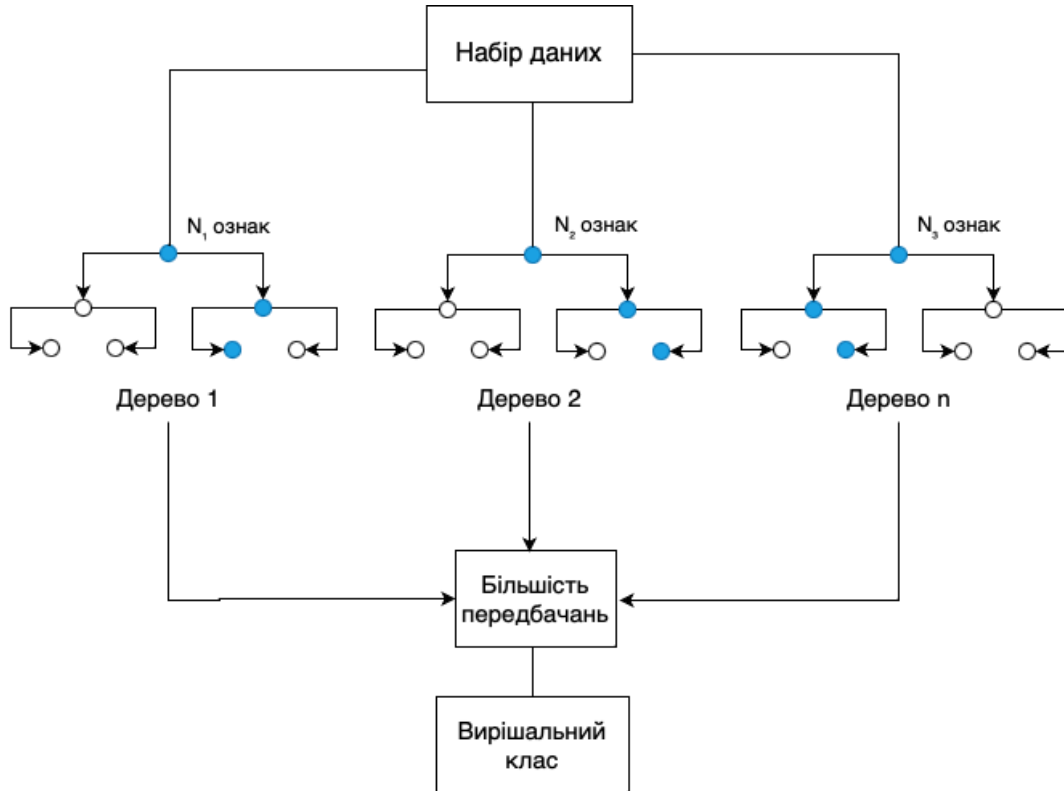 Набір даних
N₁ ознак
N₂ ознак
N₃ ознак
Дерево 1
Дерево 2
Дерево n
Більшість
передбачань
Вирішальний
клас